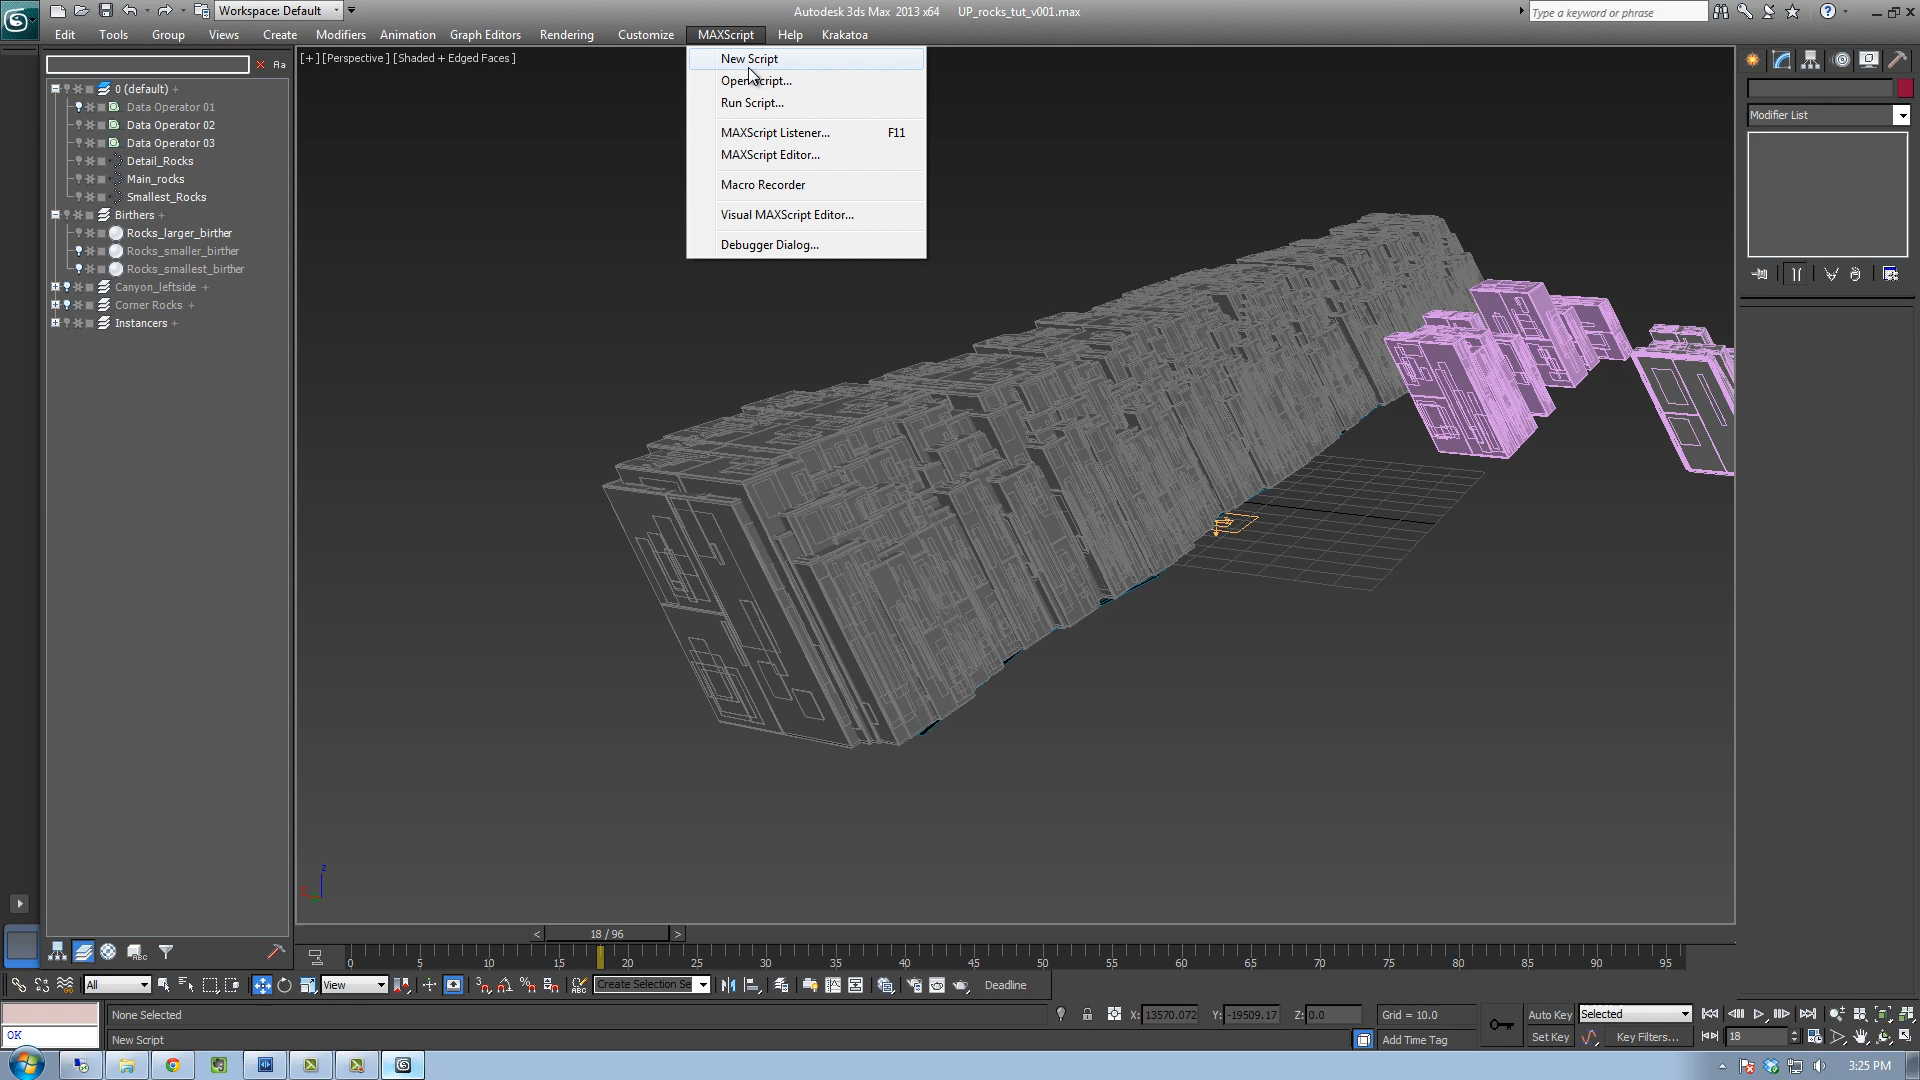 Workspace: Default
Autodesk 3ds Max 2013 x64 UP_rocks_tut_v001.max
Type a keyword or phrase
Edit Tools Group Views Create Modifiers Animation Graph Editors Rendering Customize MAXScript Help Krakatoa
Aa
[+] [Perspective ] [Shaded + Edged Faces ]
New Script
Open Script...
Run Script...
MAXScript Listener... F11
MAXScript Editor...
Macro Recorder
Visual MAXScript Editor...
Debugger Dialog...
0 (default)
Data Operator 01
Data Operator 02
Data Operator 03
Detail_Rocks
Main_rocks
Smallest_Rocks
Birthers
Rocks_larger_birther
Rocks_smaller_birther
Rocks_smallest_birther
Canyon_leftside
Corner Rocks
Instancers
Modifier List
z
< 18 / 96 >
0 5 10 15 20 25 30 35 40 45 50 55 60 65 70 75 80 85 90 95
All View Create Selection Se Deadline
None Selected X: 13570.072 Y: -19509.17 Z: 0.0 Grid = 10.0 Auto Key Selected
OK New Script Add Time Tag Set Key Key Filters... 18
3:25 PM